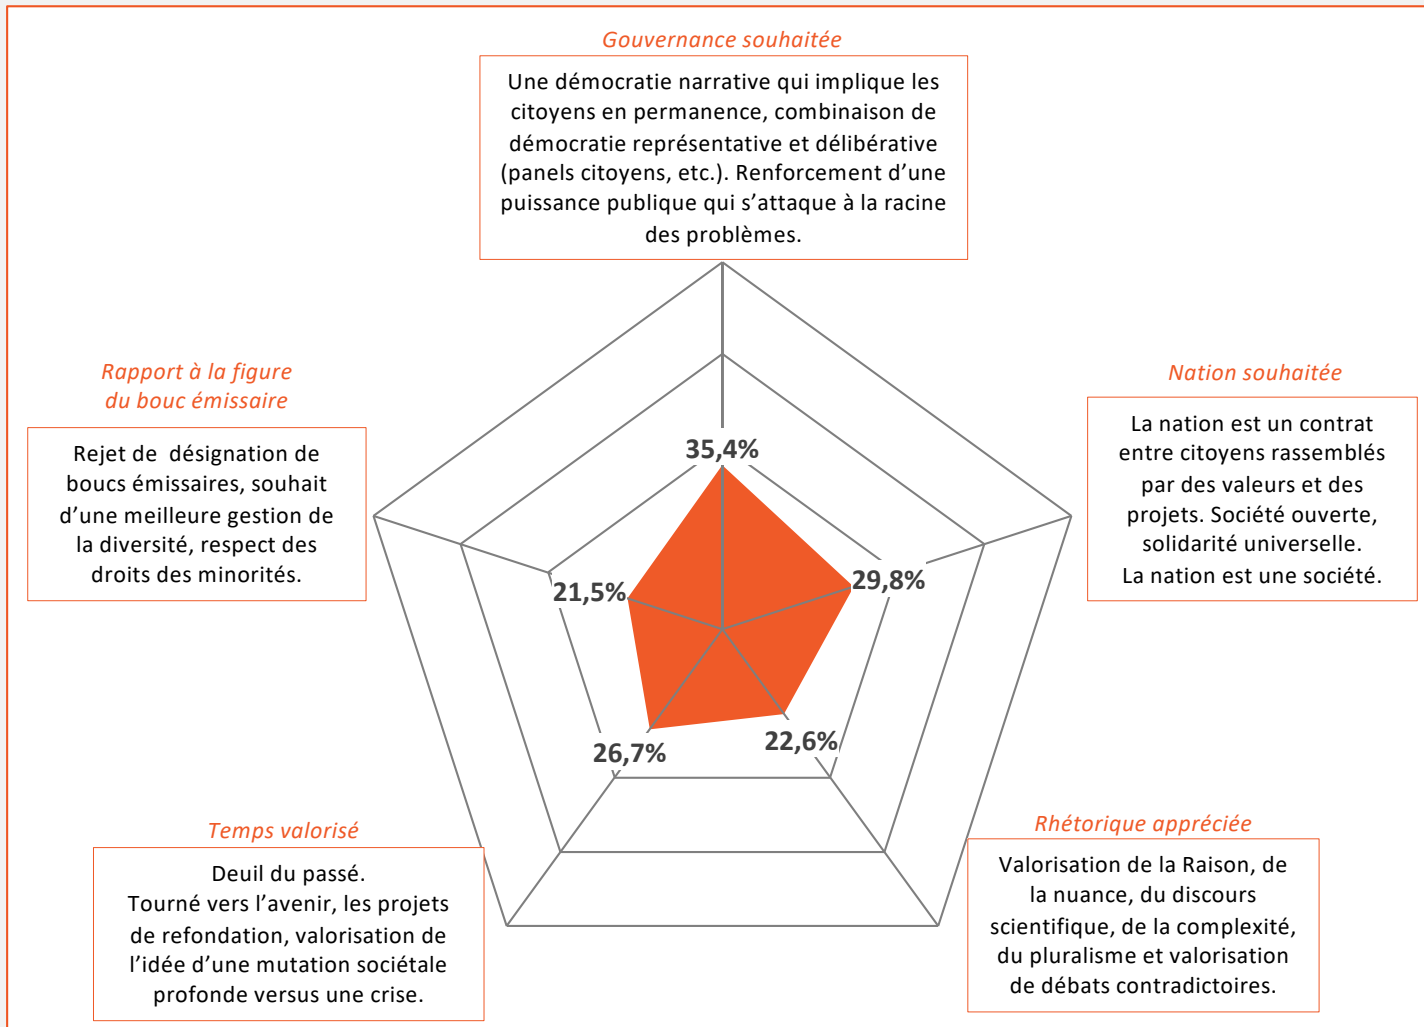 Gouvernance souhaitée
Une démocratie narrative qui implique les
citoyens en permanence, combinaison de
démocratie représentative et délibérative
(panels citoyens, etc.). Renforcement d’une
puissance publique qui s’attaque à la racine
des problèmes.
Rapport à la figure
du bouc émissaire
Rejet de désignation de
boucs émissaires, souhait
d’une meilleure gestion de
la diversité, respect des
droits des minorités.
Nation souhaitée
La nation est un contrat
entre citoyens rassemblés
par des valeurs et des
projets. Société ouverte,
solidarité universelle.
La nation est une société.
35,4%
29,8%
21,5%
22,6%
26,7%
Temps valorisé
Deuil du passé.
Tourné vers l’avenir, les projets
de refondation, valorisation de
l’idée d’une mutation sociétale
profonde versus une crise.
Rhétorique appréciée
Valorisation de la Raison, de
la nuance, du discours
scientifique, de la complexité,
du pluralisme et valorisation
de débats contradictoires.